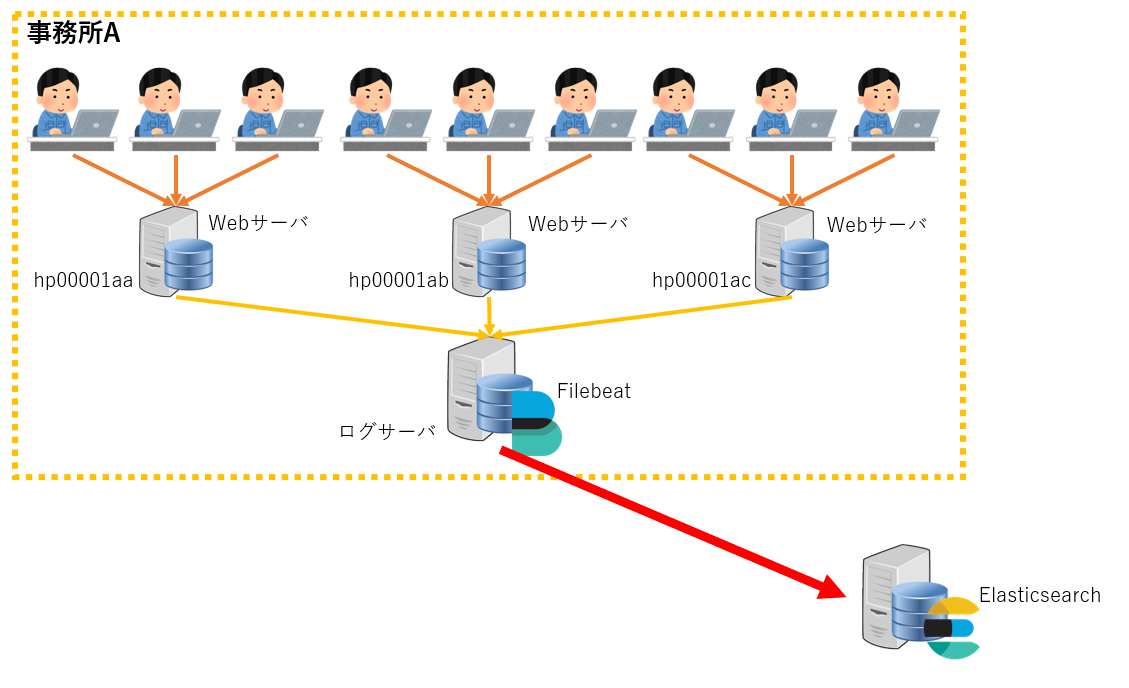 事務所A
Webサーバ
Webサーバ
Webサーバ
hp00001aa
hp00001ab
hp00001ac
Filebeat
ログサーバ
Elasticsearch